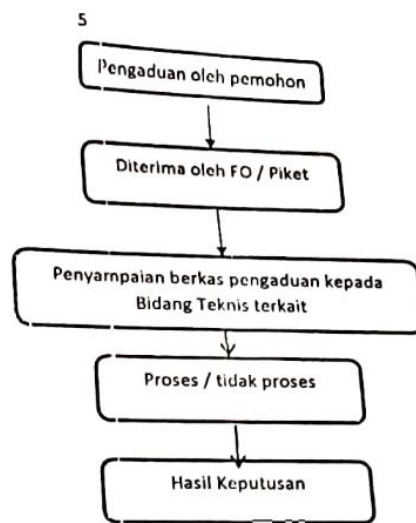 5
Pengaduan oleh pemohon
Diterima oleh FO / Piket
Penyarnpaian berkas pengaduan kepada
Bidang Teknis terkait
Proses / tidak proses
Hasil Keputusan